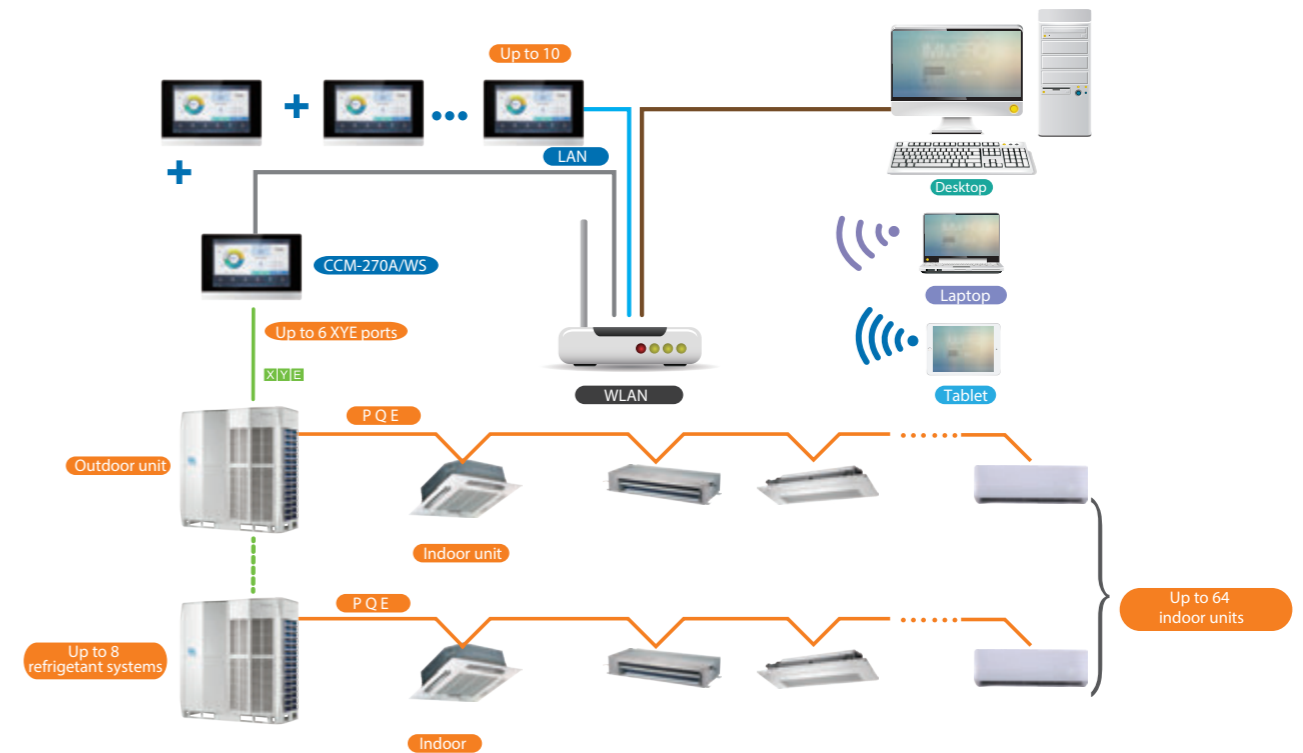 Up to 10
LAN
Desktop
CCM-270A/WS
Laptop
Up to 6 XYE ports
X Y E
WLAN
Tablet
P Q E
Outdoor unit
Indoor unit
P Q E
Up to 64
indoor units
Up to 8
refrigetant systems
Indoor